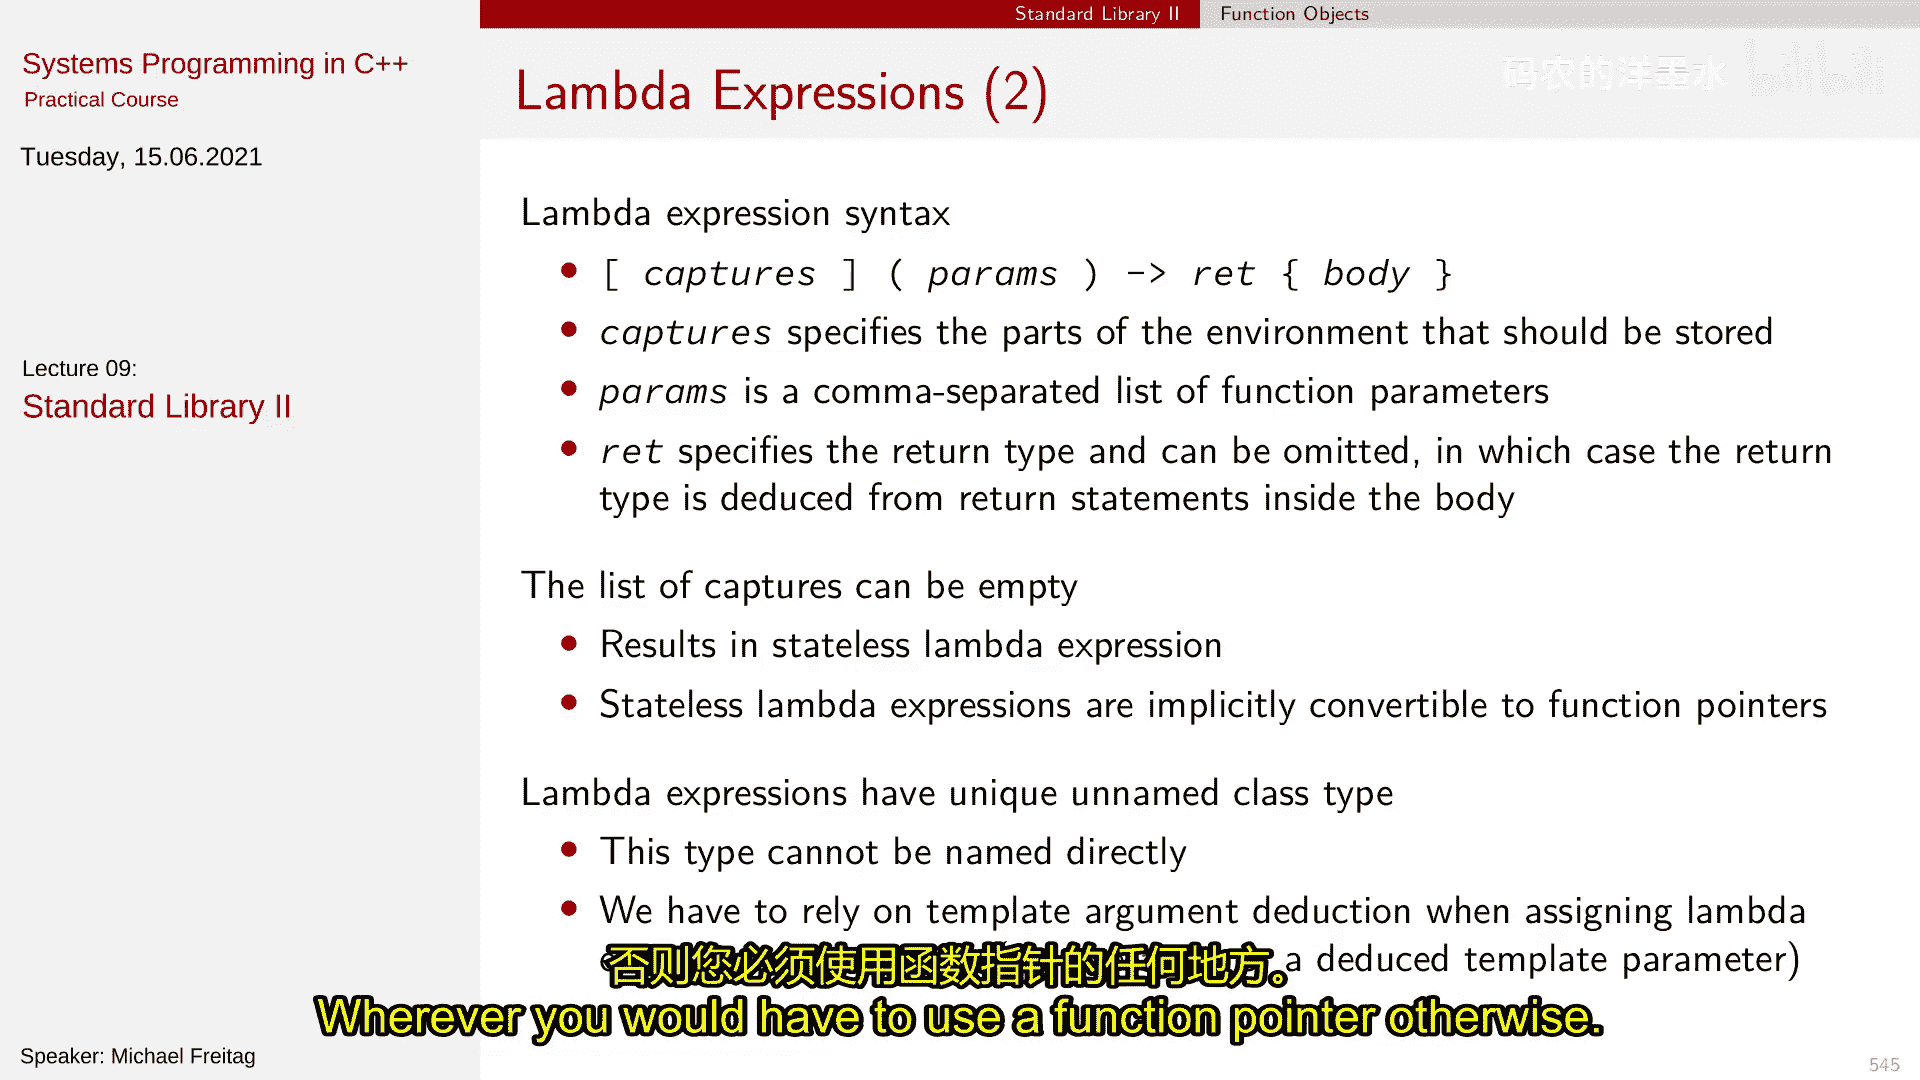 Standard Library II
Function Objects
Systems Programming in C++
Practical Course
Tuesday, 15.06.2021
Lecture 09:
Standard Library II
Speaker: Michael Freitag
Lambda Expressions (2)
码农的洋墨水 bilibili
Lambda expression syntax
[ captures ] ( params ) -> ret { body }
captures specifies the parts of the environment that should be stored
params is a comma-separated list of function parameters
ret specifies the return type and can be omitted, in which case the return
type is deduced from return statements inside the body
The list of captures can be empty
Results in stateless lambda expression
Stateless lambda expressions are implicitly convertible to function pointers
Lambda expressions have unique unnamed class type
This type cannot be named directly
We have to rely on template argument deduction when assigning lambda
a deduced template parameter)
否则您必须使用函数指针的任何地方。
Wherever you would have to use a function pointer otherwise.
545